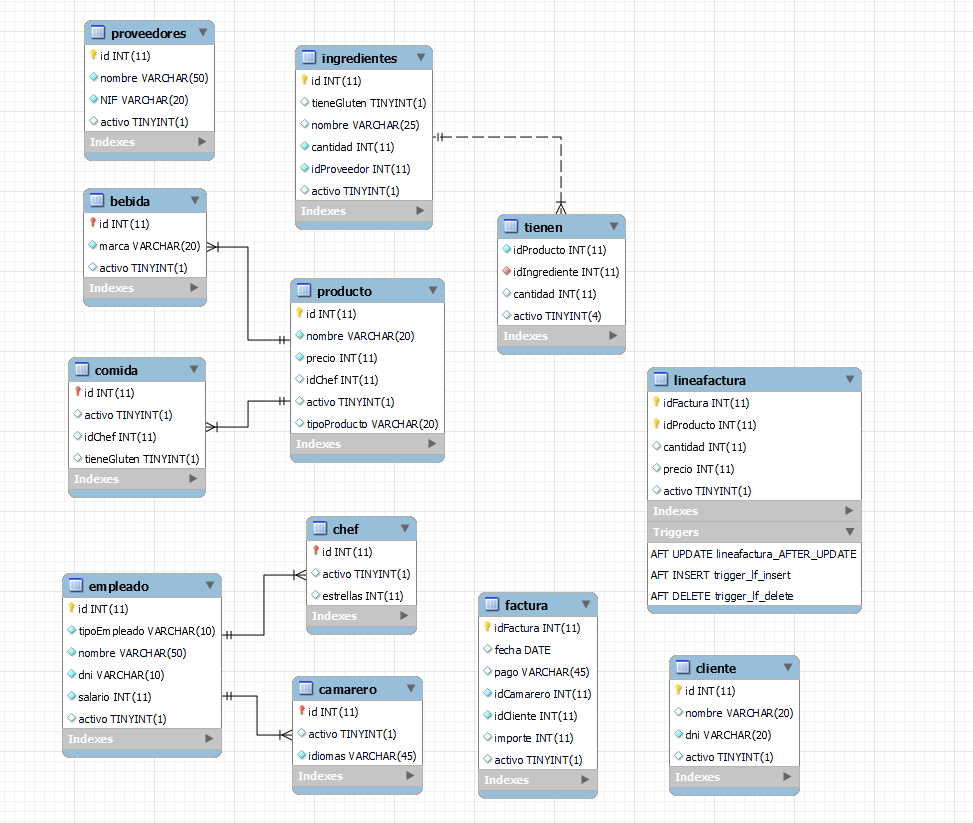 proveedores
id INT(11)
nombre VARCHAR(50)
NIF VARCHAR(20)
activo TINYINT(1)
Indexes
ingredientes
id INT(11)
tieneGluten TINYINT(1)
nombre VARCHAR(25)
cantidad INT(11)
idProveedor INT(11)
activo TINYINT(1)
Indexes
bebida
id INT(11)
marca VARCHAR(20)
activo TINYINT(1)
Indexes
tienen
idProducto INT(11)
idIngrediente INT(11)
cantidad INT(11)
activo TINYINT(4)
Indexes
producto
id INT(11)
nombre VARCHAR(20)
precio INT(11)
idChef INT(11)
activo TINYINT(1)
tipoProducto VARCHAR(20)
Indexes
comida
id INT(11)
activo TINYINT(1)
idChef INT(11)
tieneGluten TINYINT(1)
Indexes
lineafactura
idFactura INT(11)
idProducto INT(11)
cantidad INT(11)
precio INT(11)
activo TINYINT(1)
Indexes
Triggers
AFT UPDATE lineafactura_AFTER_UPDATE
AFT INSERT trigger_lf_insert
AFT DELETE trigger_lf_delete
chef
id INT(11)
activo TINYINT(1)
estrellas INT(11)
Indexes
empleado
id INT(11)
tipoEmpleado VARCHAR(10)
nombre VARCHAR(50)
dni VARCHAR(10)
salario INT(11)
activo TINYINT(1)
Indexes
camarero
id INT(11)
activo TINYINT(1)
idiomas VARCHAR(45)
Indexes
factura
idFactura INT(11)
fecha DATE
pago VARCHAR(45)
idCamarero INT(11)
idCliente INT(11)
importe INT(11)
activo TINYINT(1)
Indexes
cliente
id INT(11)
nombre VARCHAR(20)
dni VARCHAR(20)
activo TINYINT(1)
Indexes